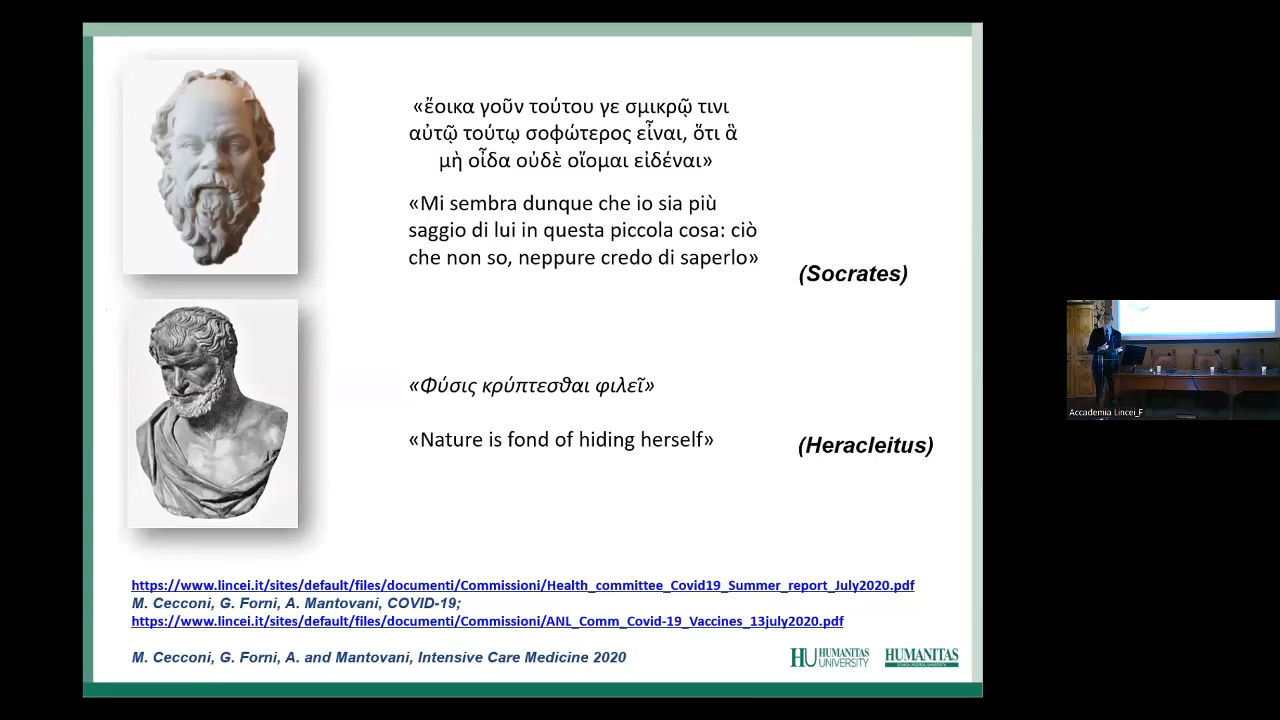 «ἔοικα γοῦν τούτου γε σμικρῷ τινι
αὐτῷ τούτῳ σοφώτερος εἶναι, ὅτι ἃ
μὴ οἶδα οὐδὲ οἴομαι εἰδέναι»
«Mi sembra dunque che io sia più
saggio di lui in questa piccola cosa: ciò
che non so, neppure credo di saperlo»
(Socrates)
«Φύσις κρύπτεσθαι φιλεῖ»
«Nature is fond of hiding herself»
(Heracleitus)
https://www.lincei.it/sites/default/files/documenti/Commissioni/Health_committee_Covid19_Summer_report_July2020.pdf
M. Cecconi, G. Forni, A. Mantovani, COVID-19;
https://www.lincei.it/sites/default/files/documenti/Commissioni/ANL_Comm_Covid-19_Vaccines_13july2020.pdf
M. Cecconi, G. Forni, A. and Mantovani, Intensive Care Medicine 2020
HU HUMANITAS
UNIVERSITY
HUMANITAS
Accademia Lincei_F